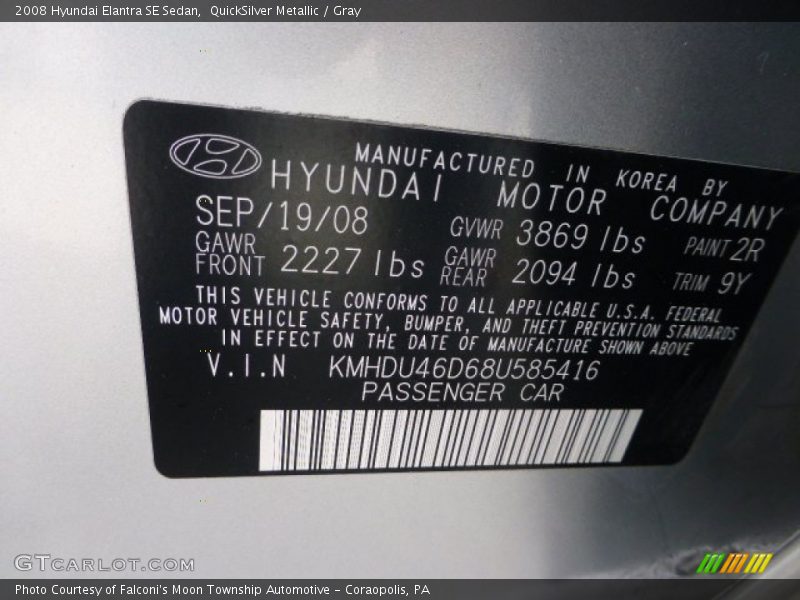 2008 Hyundai Elantra SE Sedan, QuickSilver Metallic / Gray
MANUFACTURED IN KOREA BY
HYUNDAI MOTOR COMPANY
SEP/19/08 GVWR 3869 lbs PAINT 2R
GAWR FRONT 2227 lbs GAWR REAR 2094 lbs TRIM 9Y
THIS VEHICLE CONFORMS TO ALL APPLICABLE U.S.A. FEDERAL
MOTOR VEHICLE SAFETY, BUMPER, AND THEFT PREVENTION STANDARDS
IN EFFECT ON THE DATE OF MANUFACTURE SHOWN ABOVE
V.I.N KMHDU46D68U585416
PASSENGER CAR
GTCARLOT.COM
Photo Courtesy of Falconi's Moon Township Automotive - Coraopolis, PA